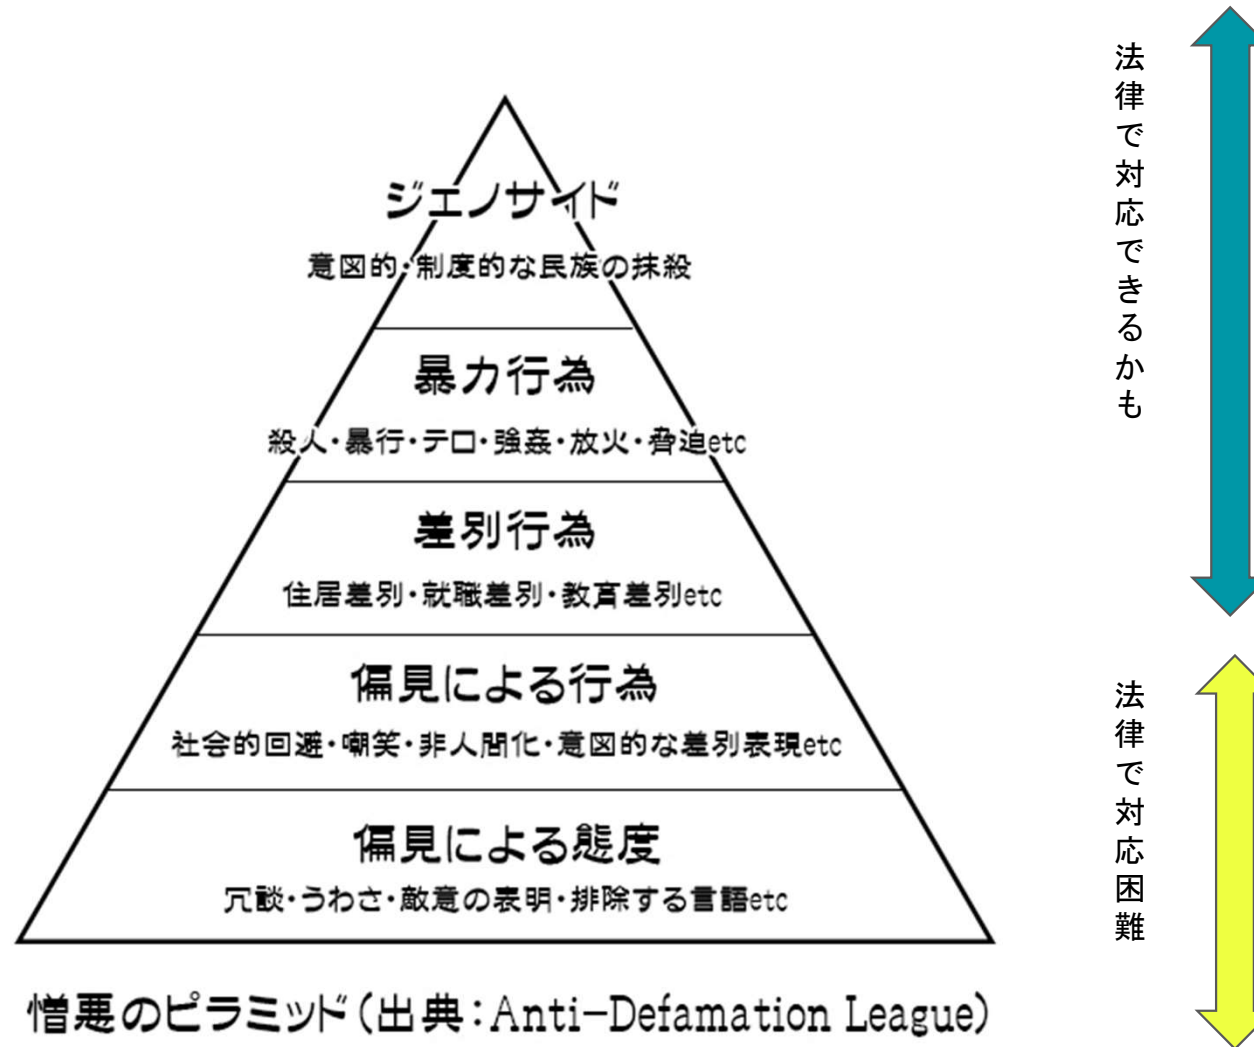 ジェノサイド
意図的・制度的な民族の抹殺
暴力行為
殺人・暴行・テロ・強姦・放火・脅迫etc
差別行為
住居差別・就職差別・教育差別etc
偏見による行為
社会的回避・嘲笑・非人間化・意図的な差別表現etc
偏見による態度
冗談・うわさ・敵意の表明・排除する言語etc
憎悪のピラミッド(出典:Anti-Defamation League)
法律で対応できるかも
法律で対応困難